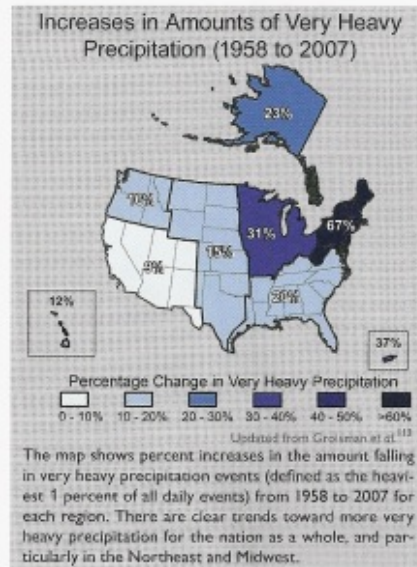 Increases in Amounts of Very Heavy
Precipitation (1958 to 2007)
23%
67%
31%
15%
9%
20%
12%
37%
Percentage Change in Very Heavy Precipitation
0 - 10% 10 - 20% 20 - 30% 30 - 40% 40 - 50% >60%
Updated from Groisman et al.
The map shows percent increases in the amount falling
in very heavy precipitation events (defined as the heavi-
est 1 percent of all daily events) from 1958 to 2007 for
each region. There are clear trends toward more very
heavy precipitation for the nation as a whole, and par-
ticularly in the Northeast and Midwest.